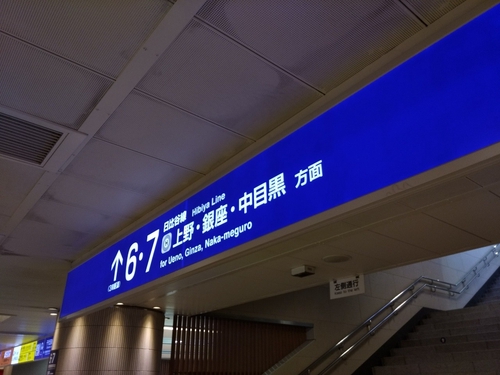 ↑ 6・7
日比谷線 Hibiya Line
H 上野・銀座・中目黒 方面
for Ueno, Ginza, Naka-meguro
左側通行